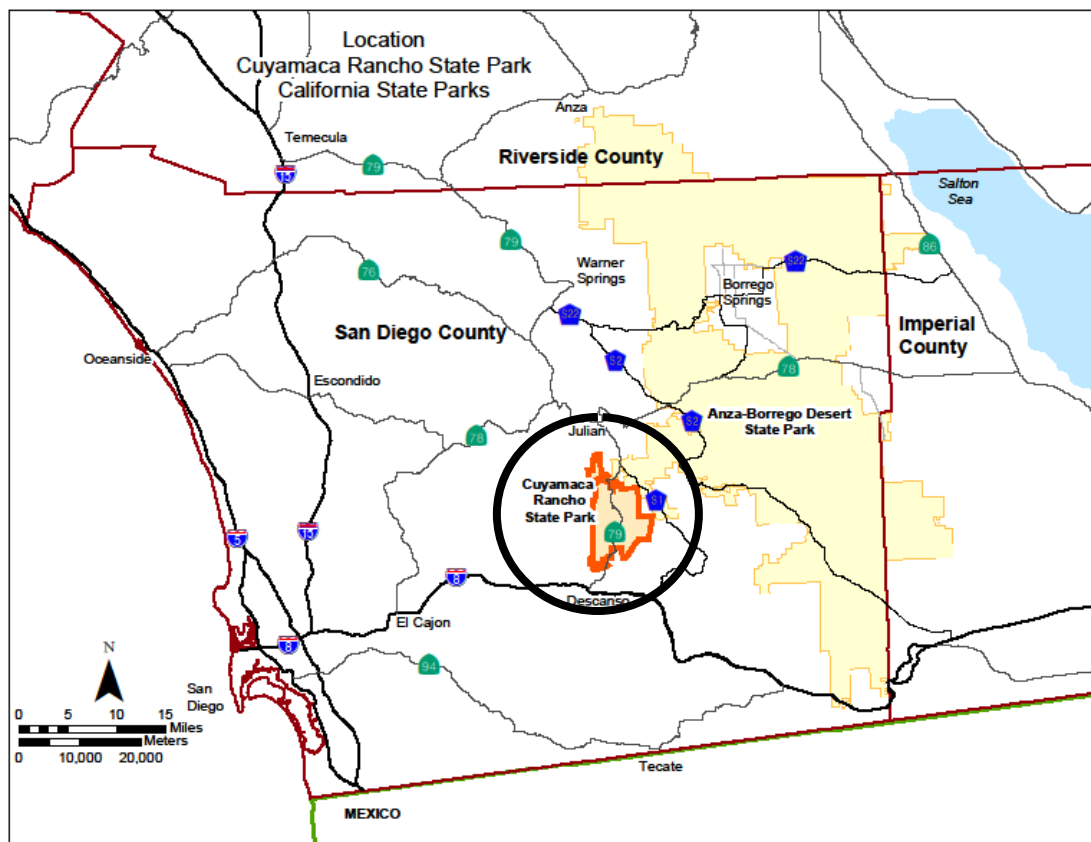 Location
Cuyamaca Rancho State Park
California State Parks
Anza
Temecula
Riverside County
15
79
Salton
Sea
79
86
76
Warner
Springs
S22
Borrego
Springs
S22
San Diego County
Imperial
County
Oceanside
S2
78
Escondido
Anza-Borrego Desert
State Park
S2
78
Julian
Cuyamaca
Rancho
State Park
S1
79
5
15
8
Descanso
El Cajon
8
94
N
San
Diego
0 5 10 15
Miles
Meters
0 10,000 20,000
Tecate
MEXICO